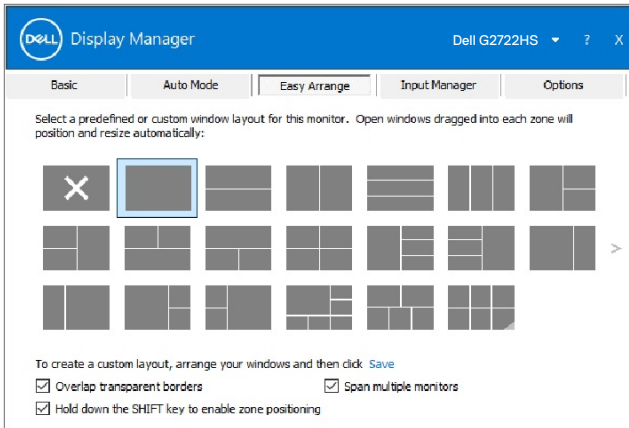 DELL Display Manager Dell G2722HS ? X
Basic Auto Mode Easy Arrange Input Manager Options
Select a predefined or custom window layout for this monitor. Open windows dragged into each zone will
position and resize automatically:
>
To create a custom layout, arrange your windows and then click Save
Overlap transparent borders Span multiple monitors
Hold down the SHIFT key to enable zone positioning